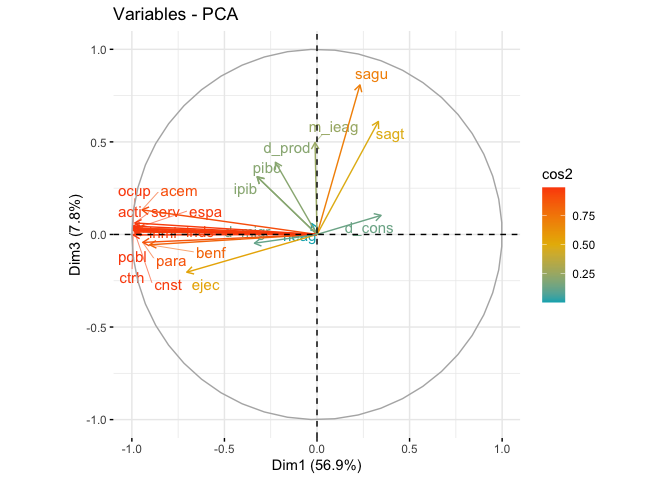 Variables - PCA
1.0
sagu
m_ieag
sagt
0.5
d_prod
pibc
ipib
cos2
ocup
acem
0.75
acti
serv
espa
d_cons
0.50
0.0
pobl
para
benf
0.25
ctrn
cnst
ejec
-0.5
-1.0
-1.0
-0.5
0.0
0.5
1.0
Dim1 (56.9%)
Dim3 (7.8%)